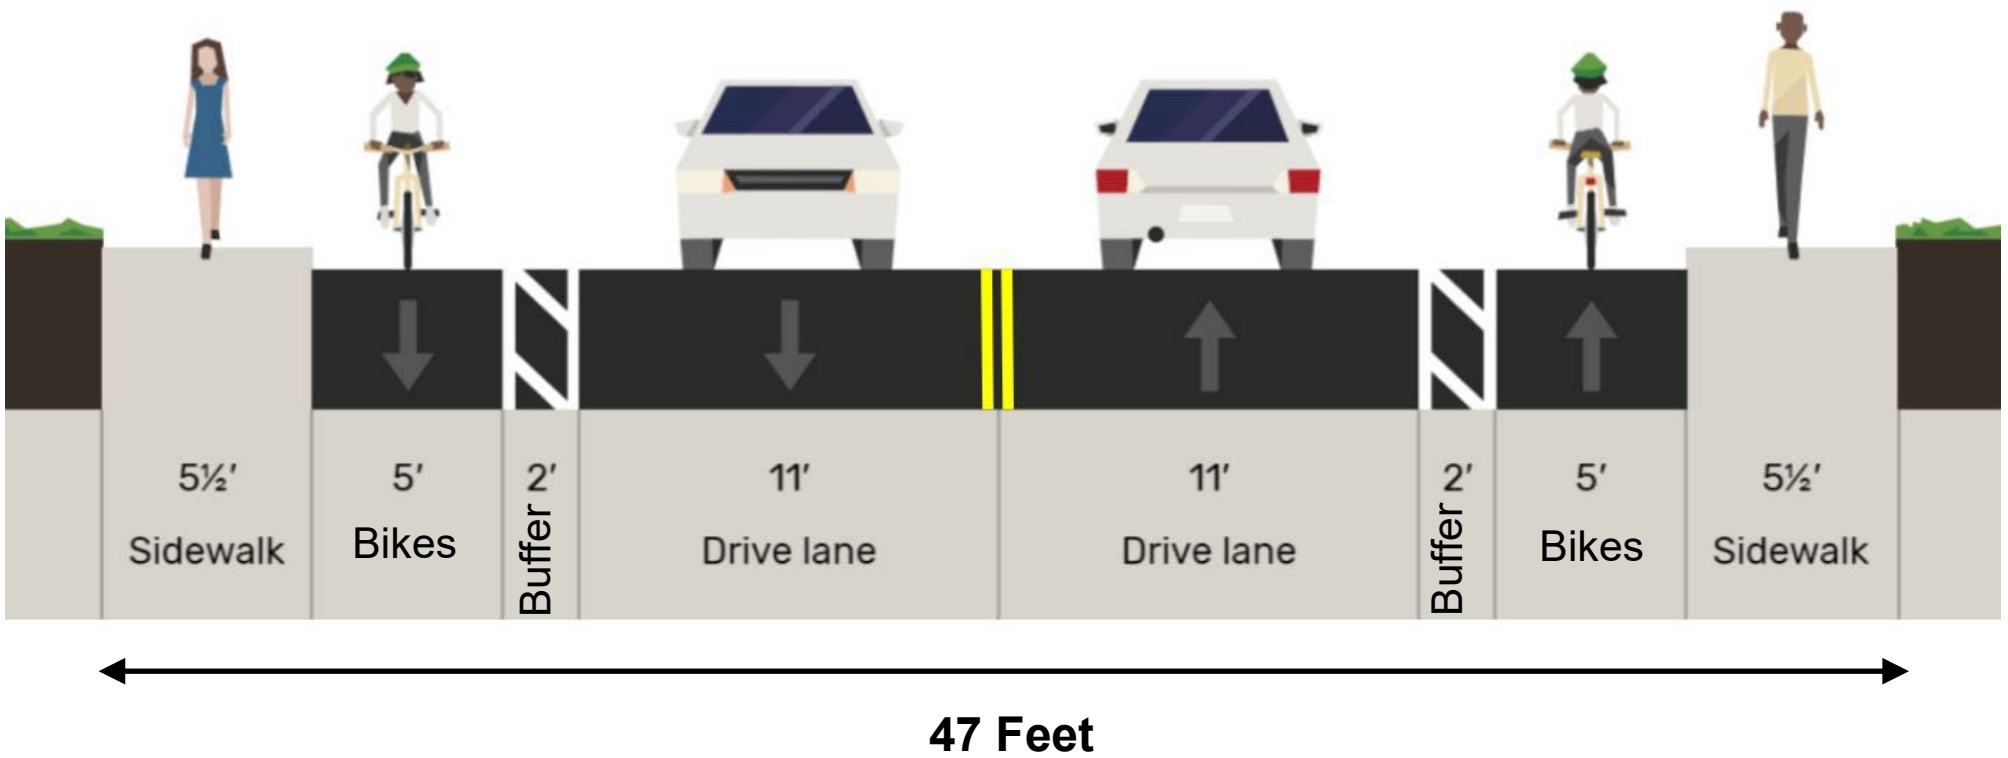 5½′ 5′ 2′ 11′ 11′ 2′ 5′ 5½′
Sidewalk Bikes Buffer Drive lane Drive lane Buffer Bikes Sidewalk
47 Feet